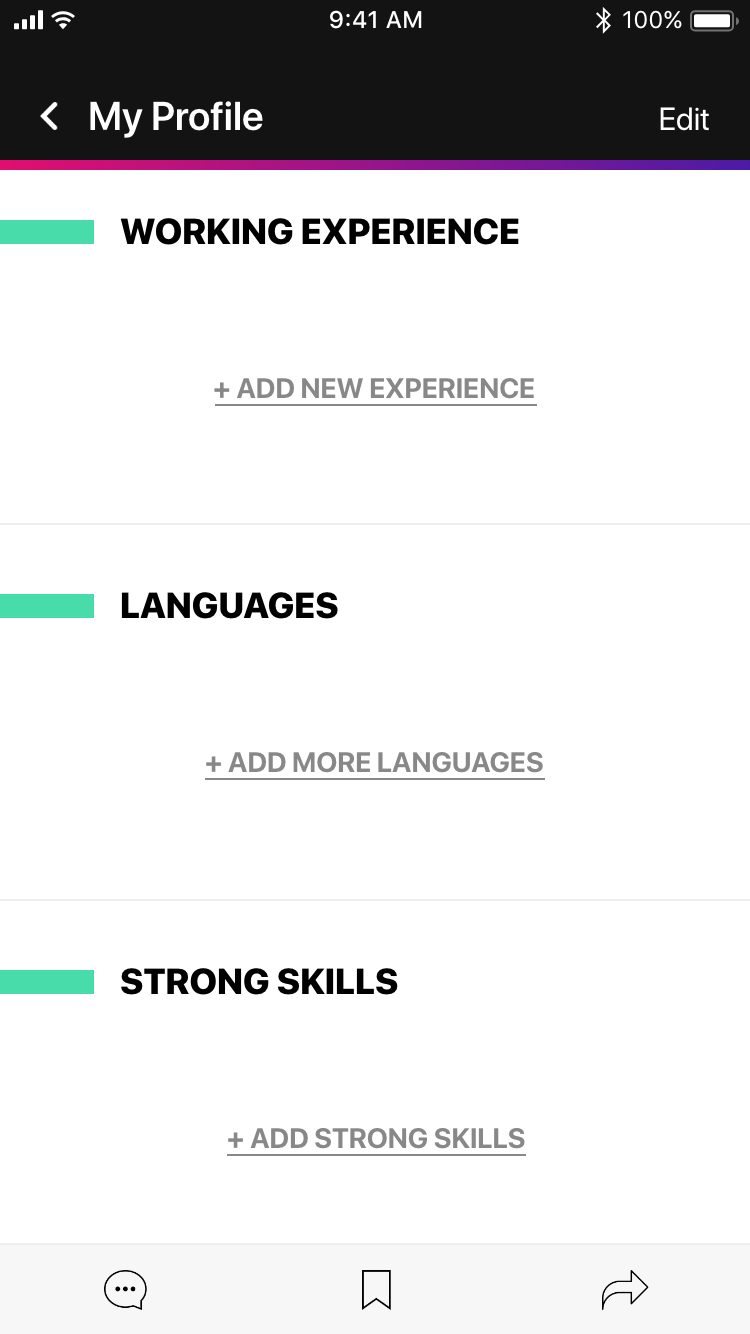 9:41 AM
100%
My Profile
Edit
WORKING EXPERIENCE
+ ADD NEW EXPERIENCE
LANGUAGES
+ ADD MORE LANGUAGES
STRONG SKILLS
+ ADD STRONG SKILLS